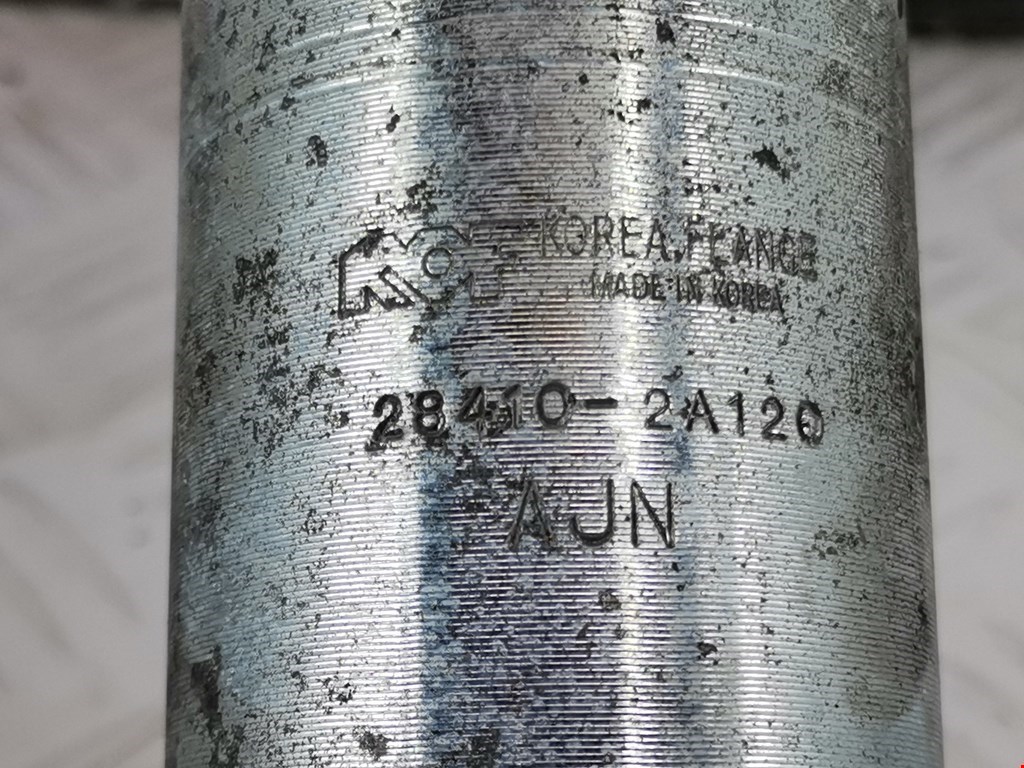 KOREA.FLANGE
MADE IN KOREA
28410-2A120
AJN